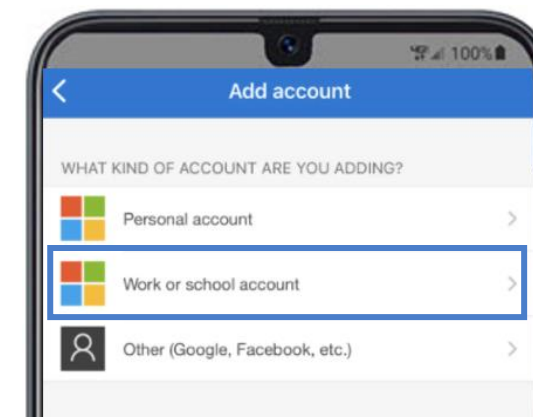 100%
Add account
WHAT KIND OF ACCOUNT ARE YOU ADDING?
Personal account
Work or school account
Other (Google, Facebook, etc.)